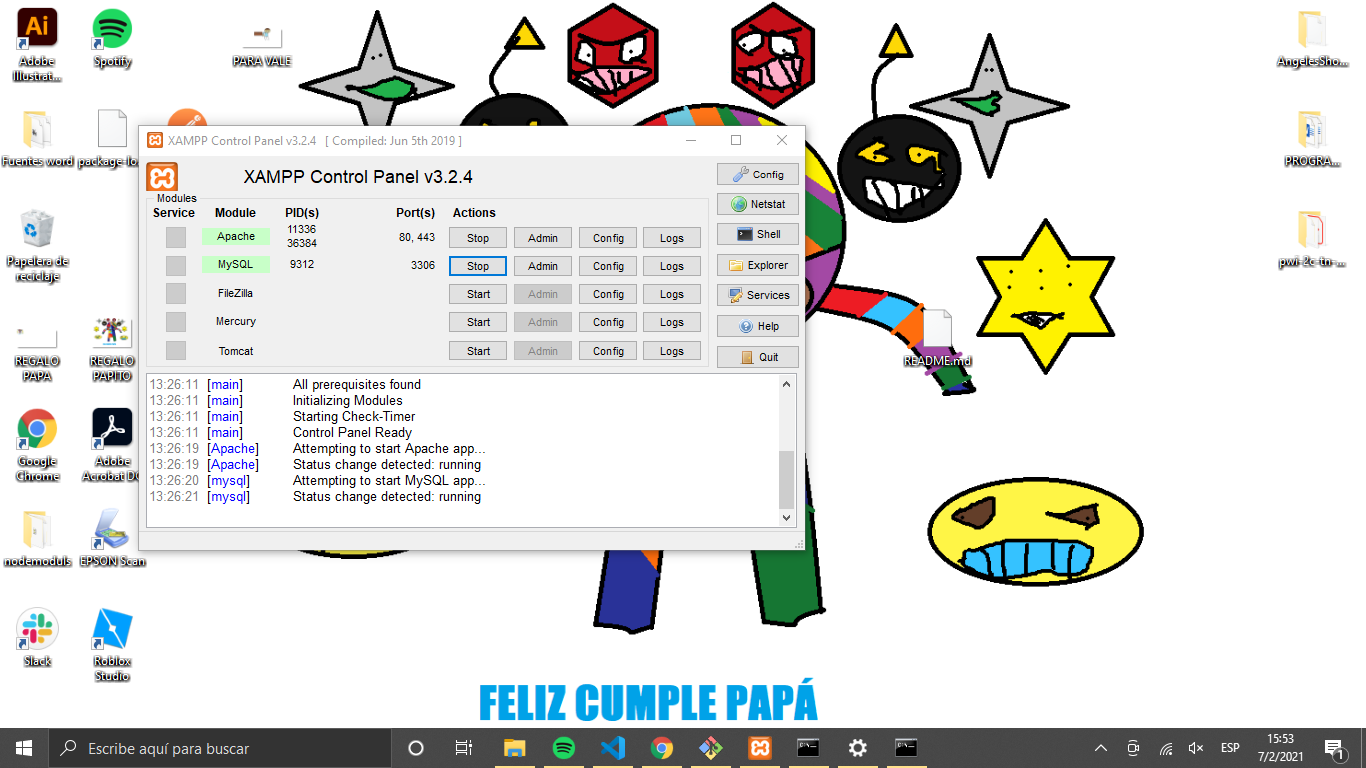 Adobe
Illustrat...
Spotify
PARA VALE
AngelesSho...
Fuentes word
package-lo
PROGRA...
Papelera de
reciclaje
pwi-2c-tn-...
REGALO
PAPA
REGALO
PAPITO
README.md
Google
Chrome
Adobe
Acrobat DC
nodemoduls
EPSON Scan
Slack
Roblox
Studio
XAMPP Control Panel v3.2.4 [ Compiled: Jun 5th 2019 ]
XAMPP Control Panel v3.2.4
Modules
Service Module PID(s) Port(s) Actions
Apache 11336 36384 80, 443 Stop Admin Config Logs
MySQL 9312 3306 Stop Admin Config Logs
FileZilla Start Admin Config Logs
Mercury Start Admin Config Logs
Tomcat Start Admin Config Logs
Config
Netstat
Shell
Explorer
Services
Help
Quit
13:26:11 [main] All prerequisites found
13:26:11 [main] Initializing Modules
13:26:11 [main] Starting Check-Timer
13:26:11 [main] Control Panel Ready
13:26:19 [Apache] Attempting to start Apache app...
13:26:19 [Apache] Status change detected: running
13:26:20 [mysql] Attempting to start MySQL app...
13:26:21 [mysql] Status change detected: running
FELIZ CUMPLE PAPÁ
Escribe aquí para buscar
ESP
15:53
7/2/2021
1